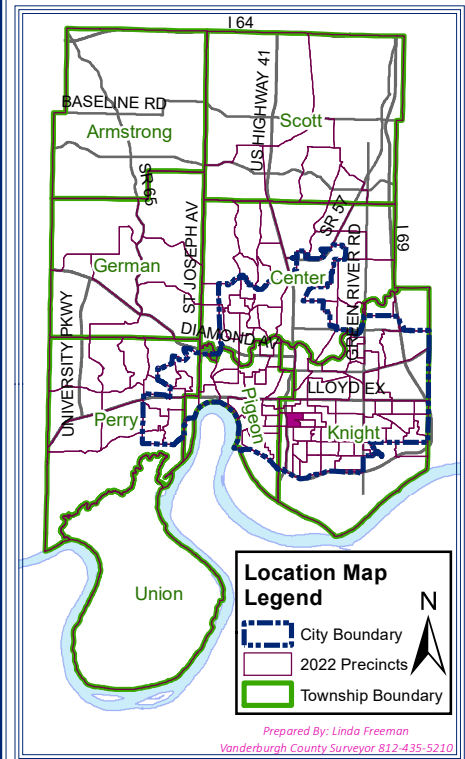 I 64
BASELINE RD
Armstrong
US HIGHWAY 41
Scott
SR 65
ST JOSEPH AV
SR 57
GREEN RIVER RD
I 69
German
Center
UNIVERSITY PKWY
DIAMOND AV
LLOYD EX
Perry
Pigeon
Knight
Union
Location Map
Legend
N
City Boundary
2022 Precincts
Township Boundary
Prepared By: Linda Freeman
Vanderburgh County Surveyor 812-435-5210